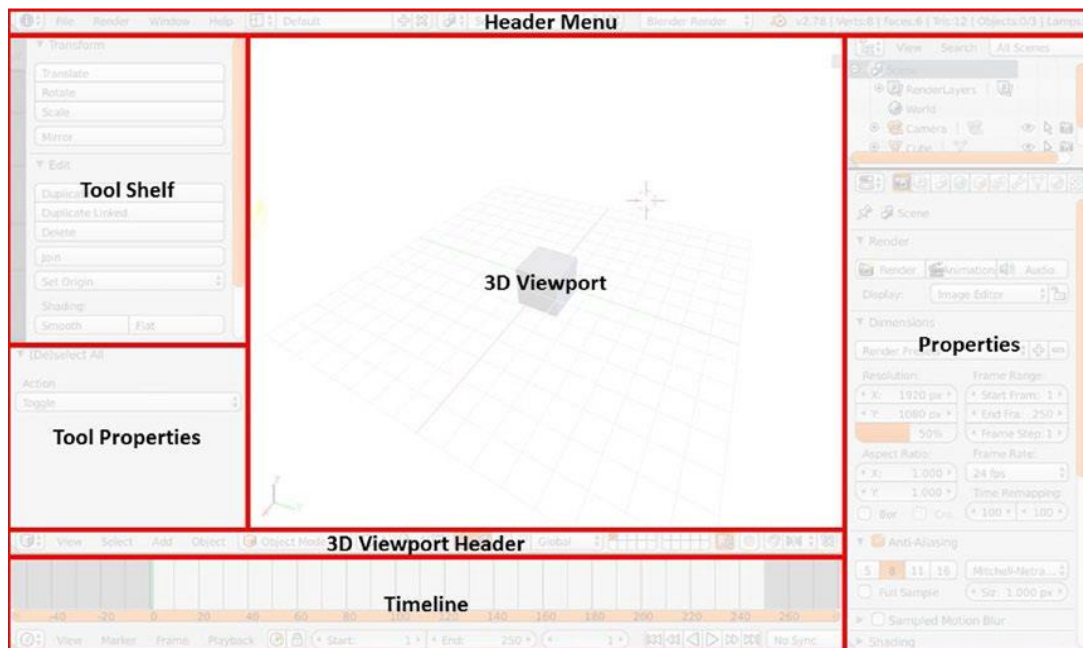 File Render Window Help Default Blender Render v2.78 | Verts:8 | Faces:6 | Tris:12 | Objects:0/3 | Lamps
Header Menu
Transform
Translate
Rotate
Scale
Mirror
Edit
Tool Shelf
Duplicate Linked
Delete
Join
Set Origin
Shading:
Smooth Flat
(De)select All
Action
Toggle
Tool Properties
3D Viewport
View Search All Scenes
Scene
RenderLayers
World
Camera
Cube
Scene
Render
Render Animation Audio
Display: Image Editor
Dimensions
Properties
Resolution: Frame Range:
X: 1920 px Start Fram: 1
Y: 1080 px End Fra: 250
50% Frame Step: 1
Aspect Ratio: Frame Rate:
X: 1.000 24 fps
Y: 1.000 Time Remapping:
Bor 100 100
Anti-Aliasing
5 8 11 16 Mitchell-Netra...
Full Sample Siz: 1.000 px
Sampled Motion Blur
Shading
View Select Add Object Global
3D Viewport Header
Timeline
-40 -20 0 20 40 60 80 100 120 140 160 180 200 220 240 260
View Marker Frame Playback Start: 1 End: 250 1 No Sync